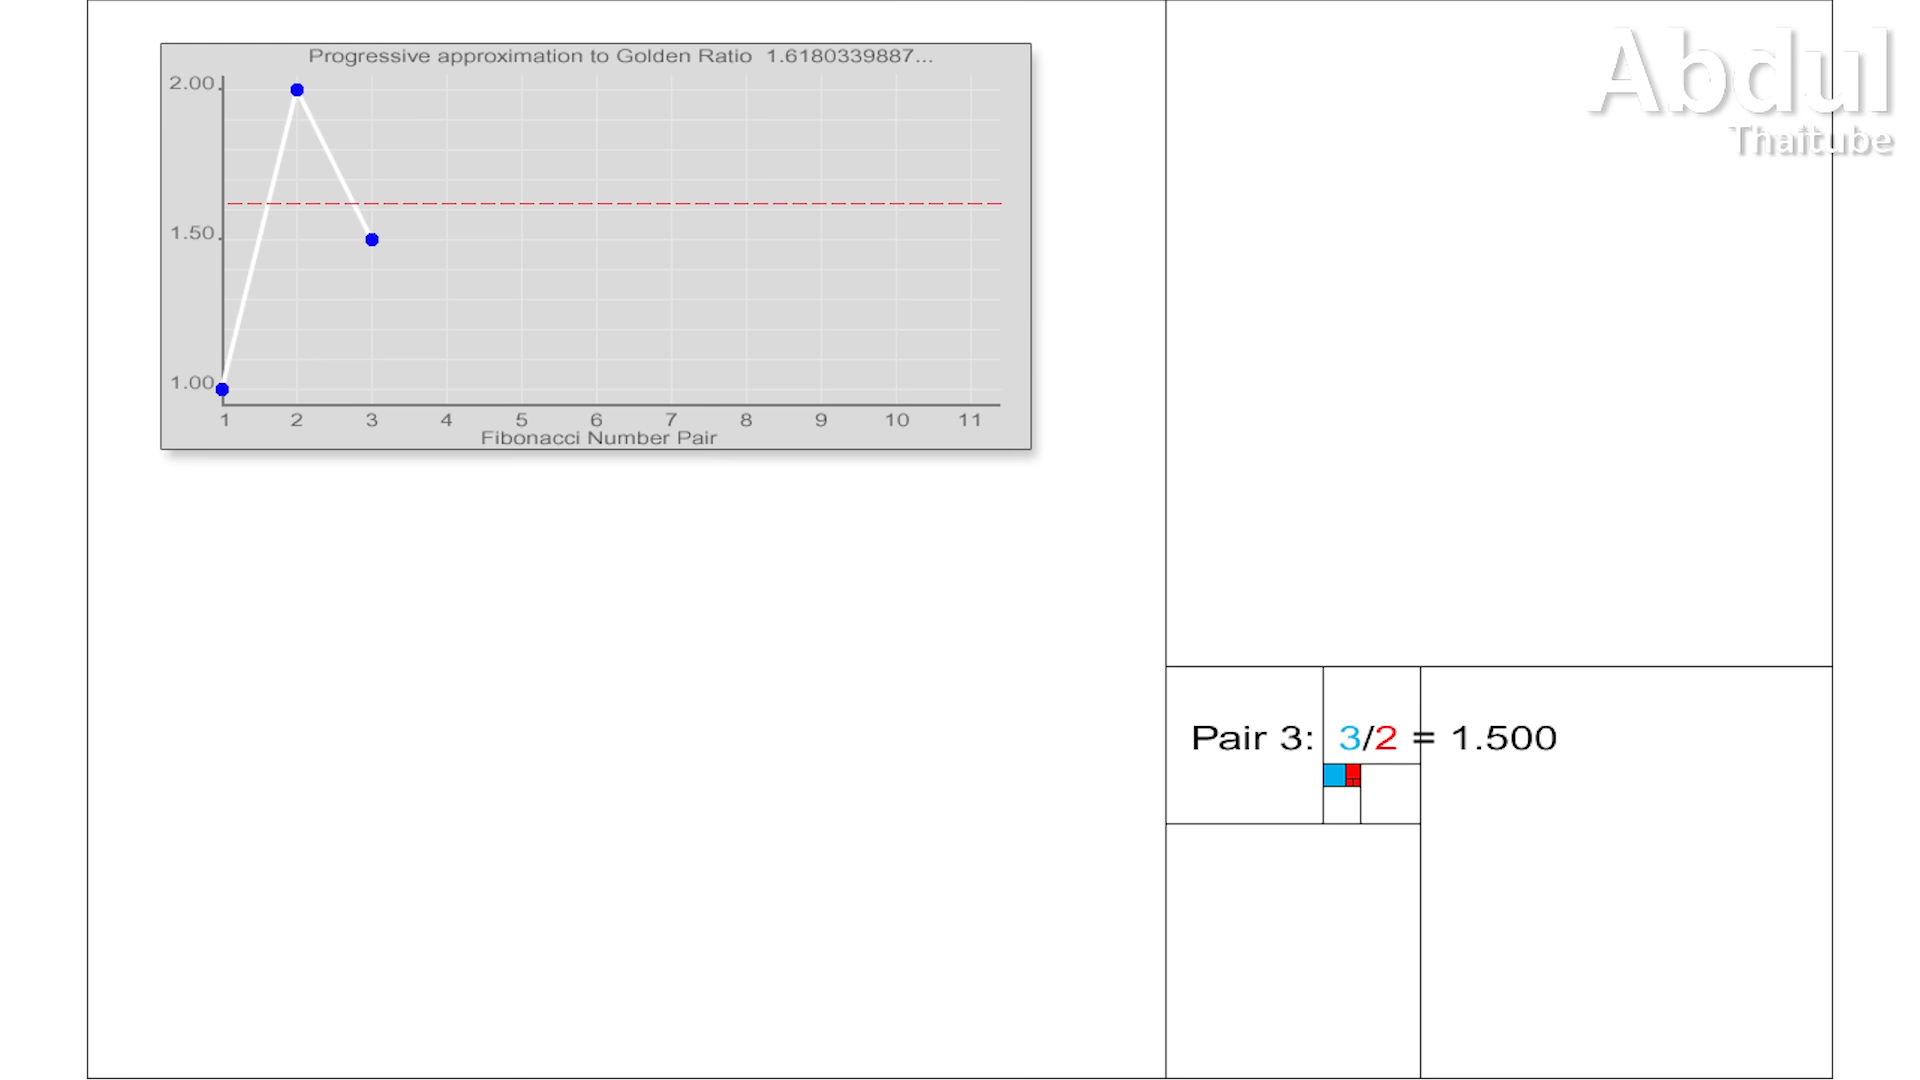 Progressive approximation to Golden Ratio 1.6180339887...
2.00
1.50
1.00
1 2 3 4 5 6 7 8 9 10 11
Fibonacci Number Pair
Abdul
Thaitube
Pair 3: 3/2 = 1.500